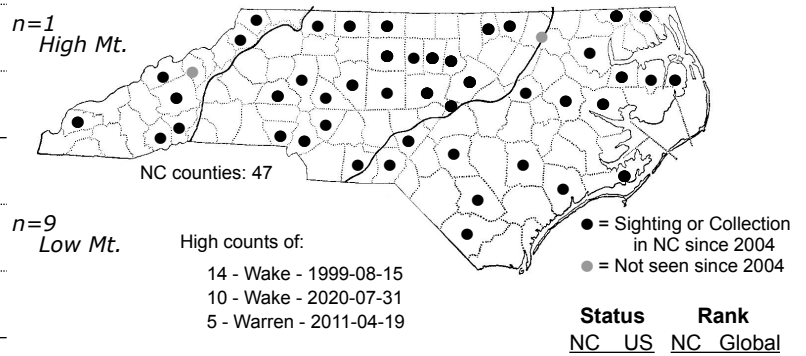 n=1
High Mt.
NC counties: 47
n=9
Low Mt.
High counts of:
14 - Wake - 1999-08-15
10 - Wake - 2020-07-31
5 - Warren - 2011-04-19
= Sighting or Collection
in NC since 2004
= Not seen since 2004
Status Rank
NC US NC Global